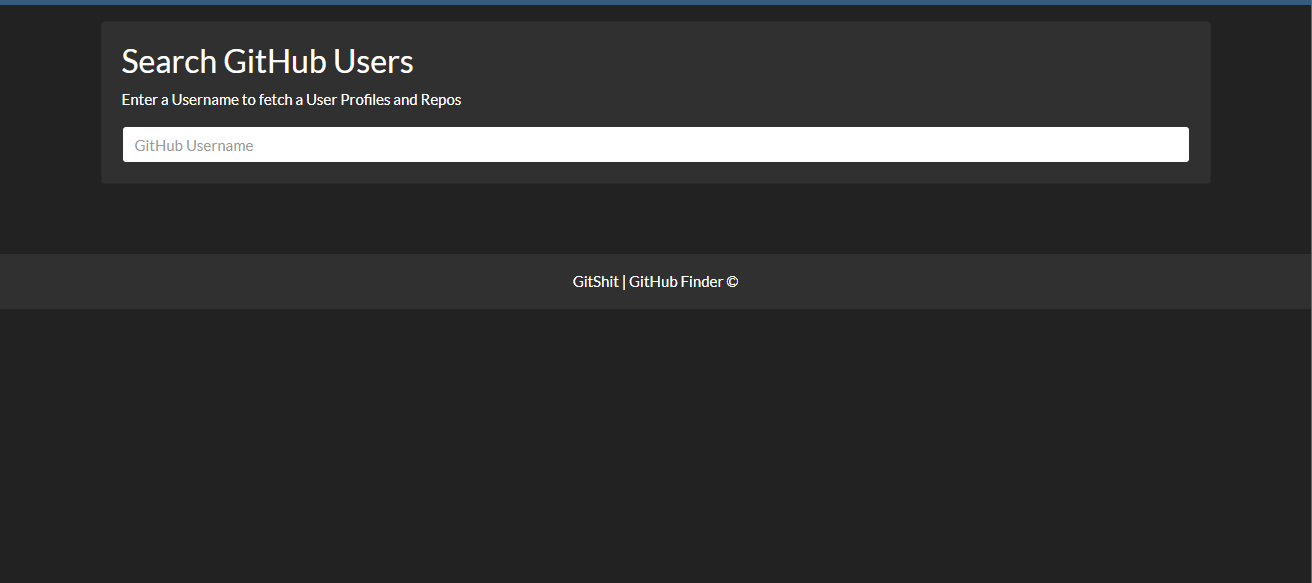 Search GitHub Users
Enter a Username to fetch a User Profiles and Repos
GitHub Username
GitShit | GitHub Finder ©